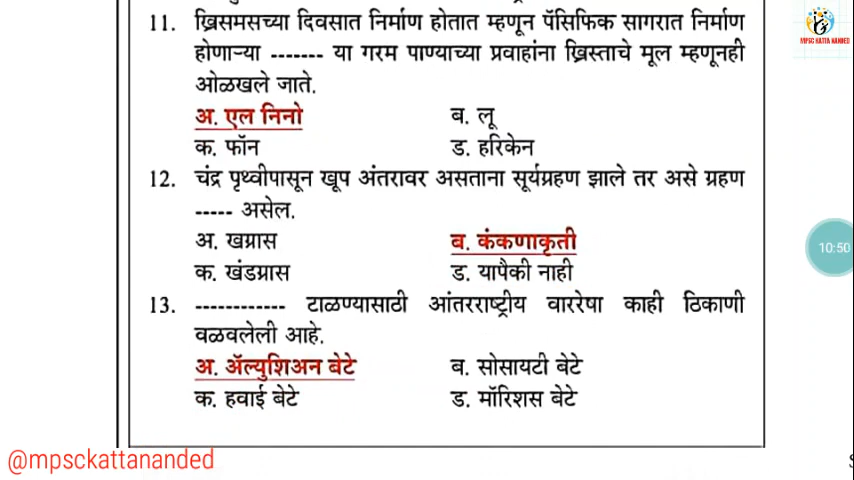 11. ख्रिसमसच्या दिवसात निर्माण होतात म्हणून पॅसिफिक सागरात निर्माण
होणाऱ्या ------- या गरम पाण्याच्या प्रवाहांना ख्रिस्ताचे मूल म्हणूनही
ओळखले जाते.
अ. एल निनो ब. लू
क. फॉन ड. हरिकेन
12. चंद्र पृथ्वीपासून खूप अंतरावर असताना सूर्यग्रहण झाले तर असे ग्रहण
----- असेल.
अ. खग्रास ब. कंकणाकृती
क. खंडग्रास ड. यापैकी नाही
13. ------------ टाळण्यासाठी आंतरराष्ट्रीय वाररेषा काही ठिकाणी
वळवलेली आहे.
अ. ॲल्युशिअन बेटे ब. सोसायटी बेटे
क. हवाई बेटे ड. मॉरिशस बेटे
@mpsckattananded
MPSC KATTA NANDED
10:50